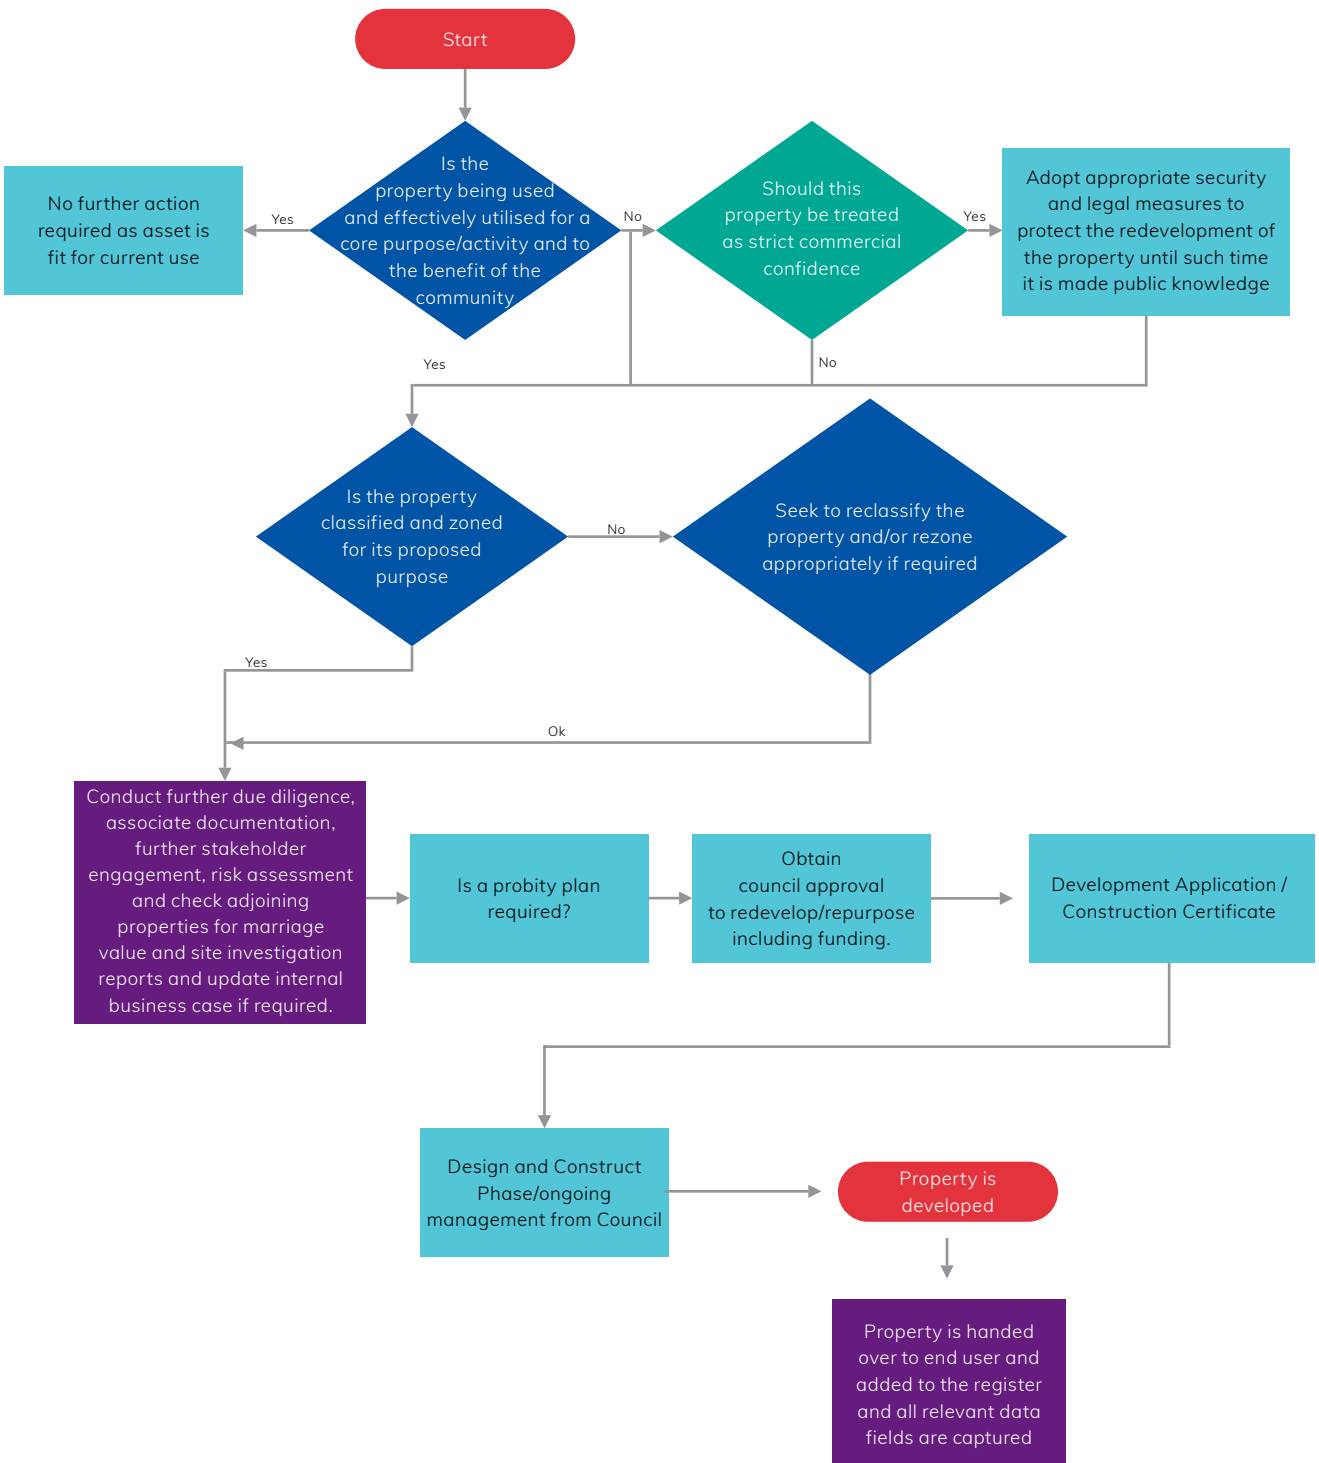 Start
Is the
property being used
and effectively utilised for a
core purpose/activity and to
the benefit of the
community
Yes
No further action
required as asset is
fit for current use
No
Should this
property be treated
as strict commercial
confidence
Yes
Adopt appropriate security
and legal measures to
protect the redevelopment of
the property until such time
it is made public knowledge
Yes
No
Is the property
classified and zoned
for its proposed
purpose
No
Seek to reclassify the
property and/or rezone
appropriately if required
Yes
Ok
Conduct further due diligence,
associate documentation,
further stakeholder
engagement, risk assessment
and check adjoining
properties for marriage
value and site investigation
reports and update internal
business case if required.
Is a probity plan
required?
Obtain
council approval
to redevelop/repurpose
including funding.
Development Application /
Construction Certificate
Design and Construct
Phase/ongoing
management from Council
Property is
developed
Property is handed
over to end user and
added to the register
and all relevant data
fields are captured